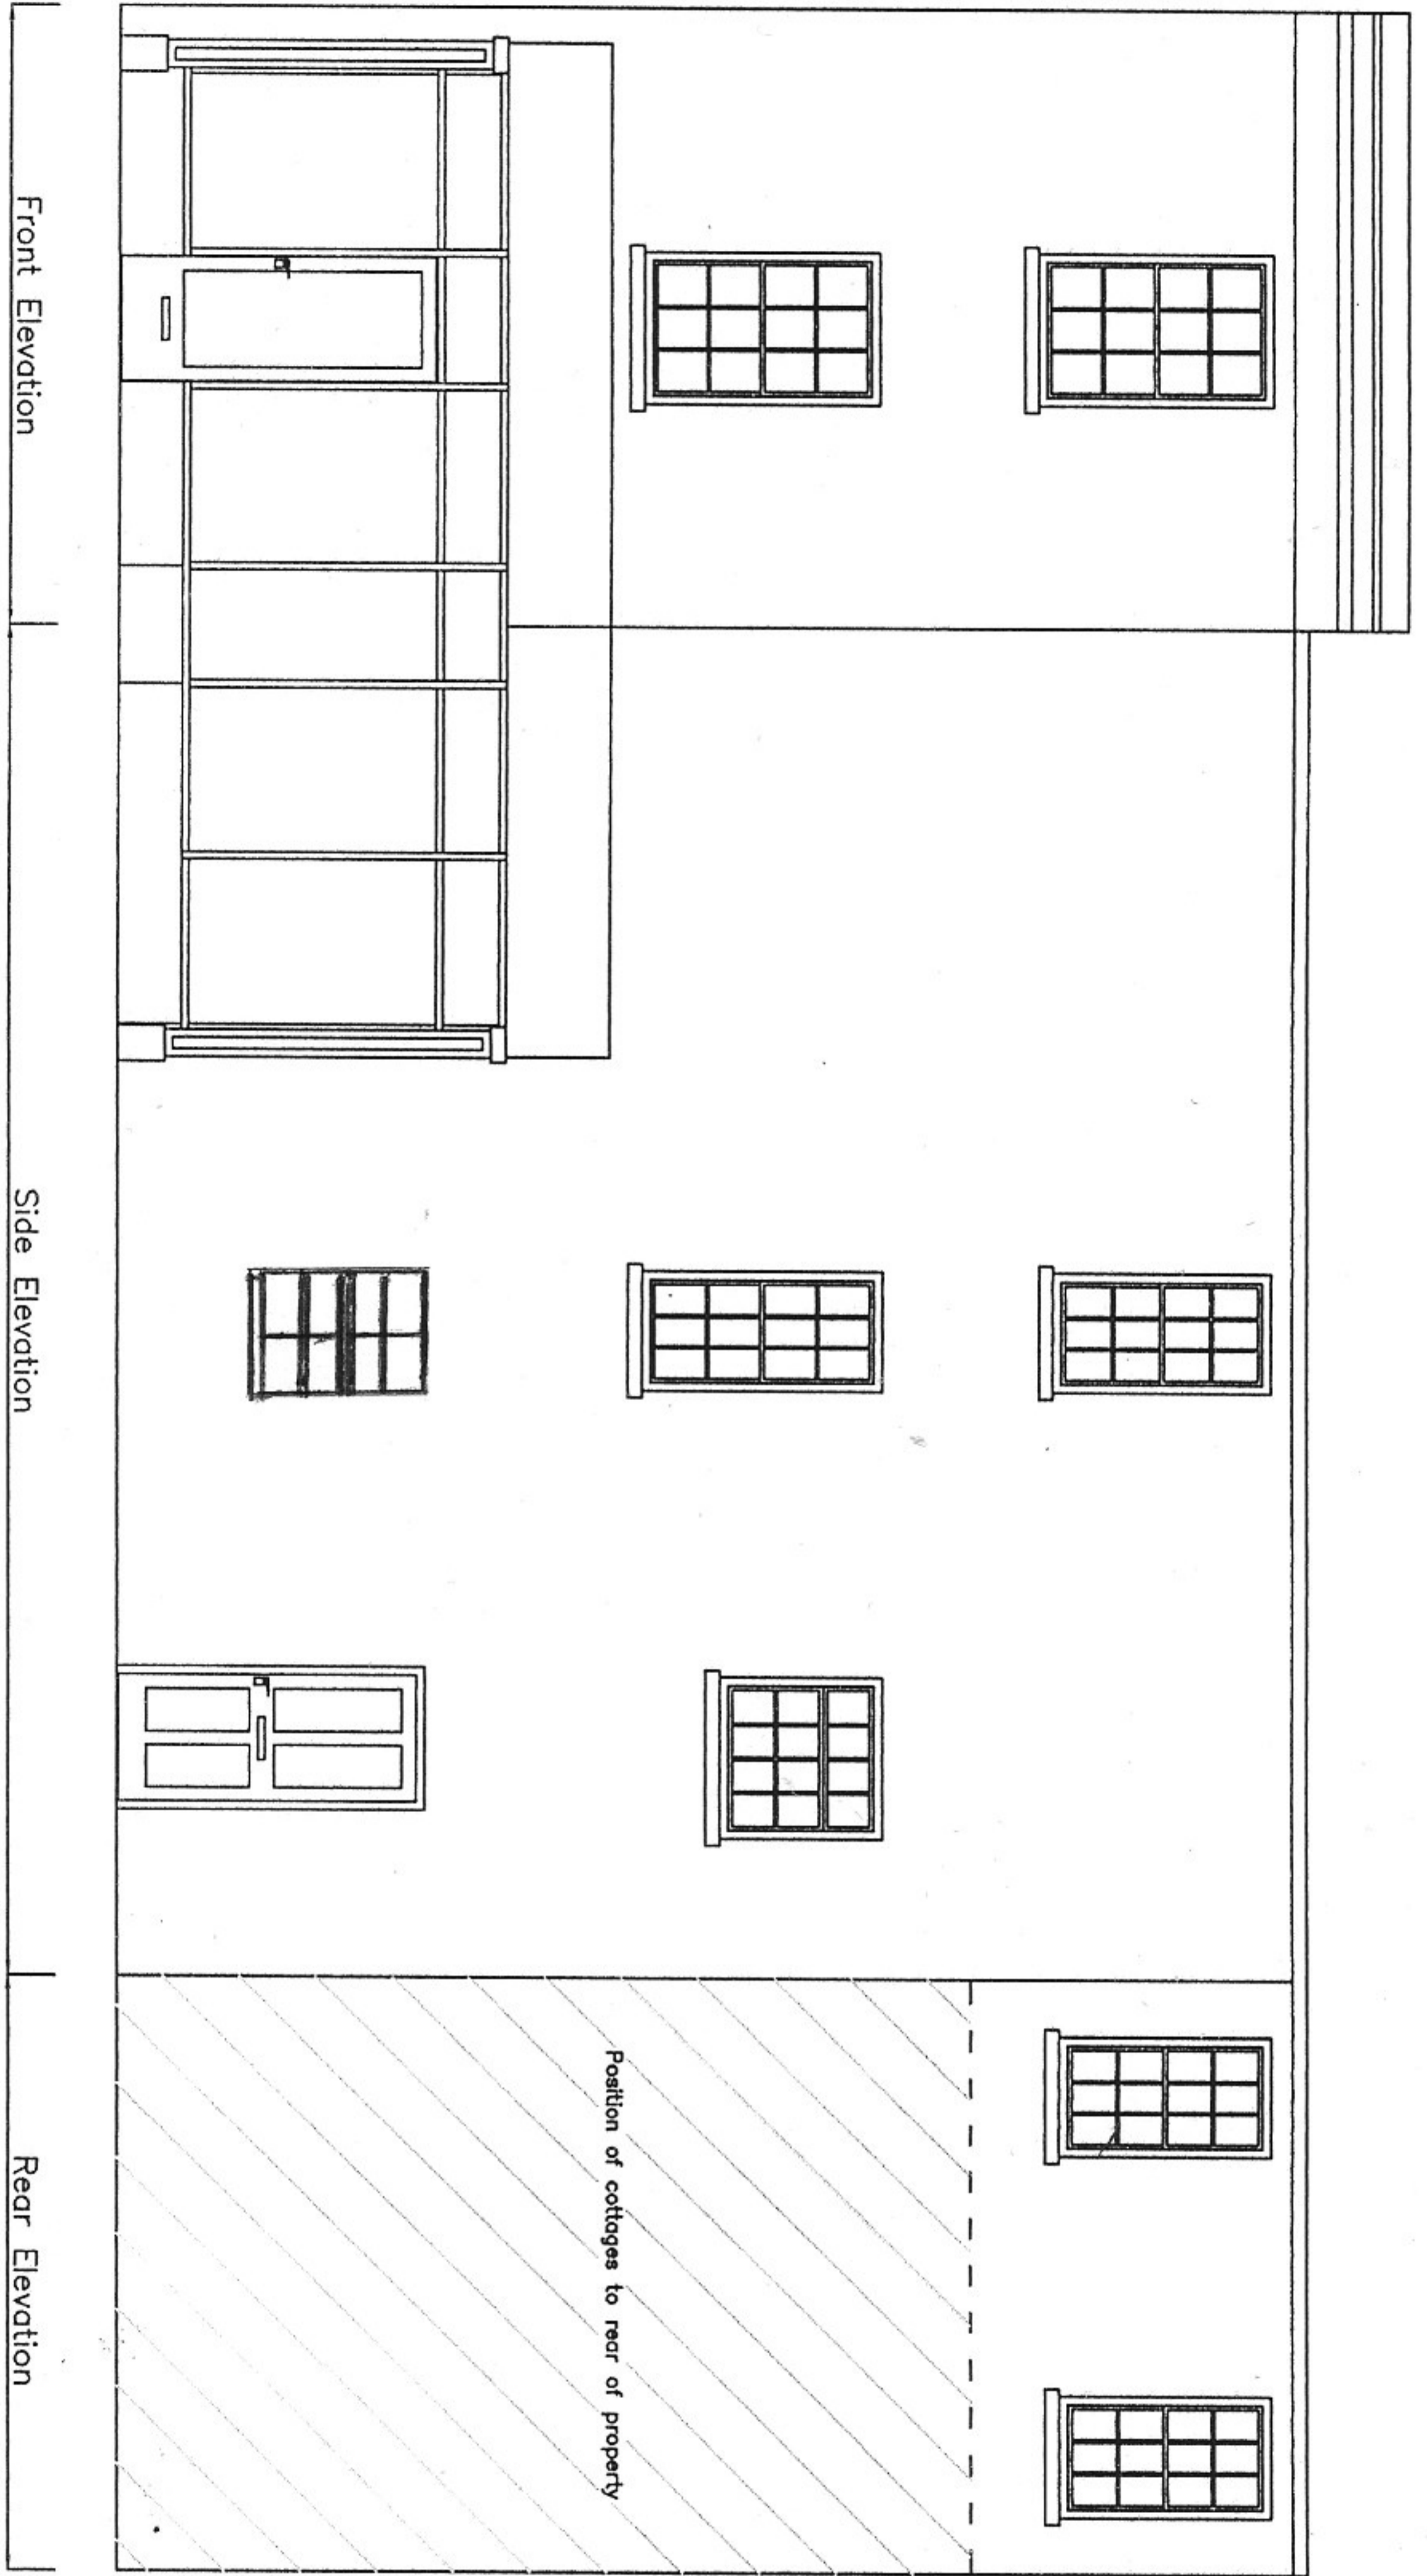 Front Elevation
Side Elevation
Rear Elevation
Position of cottages to rear of property